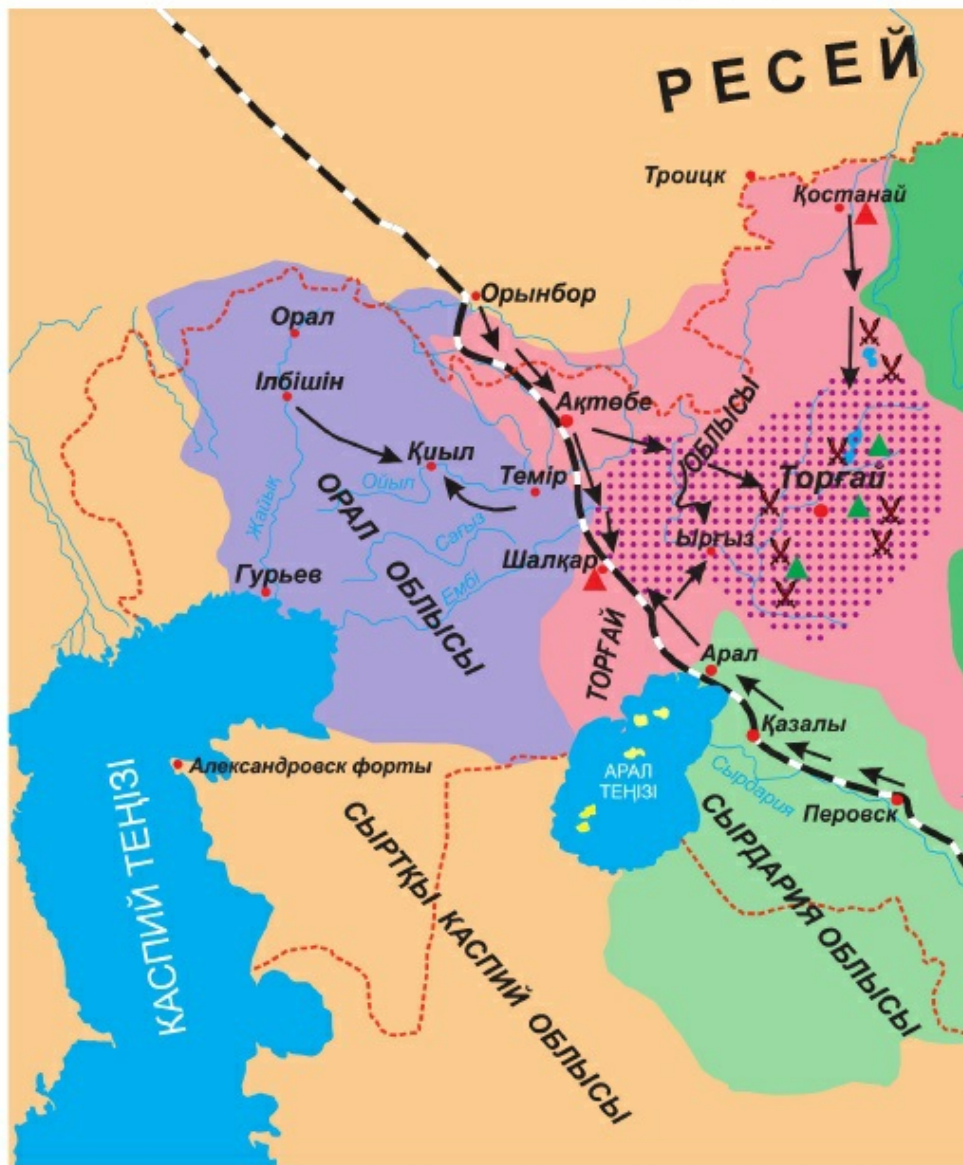 РЕСЕЙ
Троицк
Қостанай
Орынбор
Орал
Ілбішін
Ақтөбе
Қиыл
Темір
Ойыл
Торғай
ОБЛЫСЫ
Жайық
Сағыз
Ырғыз
Шалқар
Ембі
Гурьев
ОРАЛ
ОБЛЫСЫ
ТОРҒАЙ
Арал
Қазалы
Александровск форты
АРАЛ
ТЕҢІЗІ
Сырдария
Перовск
КАСПИЙ ТЕҢІЗІ
СЫРТҚЫ КАСПИЙ ОБЛЫСЫ
СЫРДАРИЯ ОБЛЫСЫ